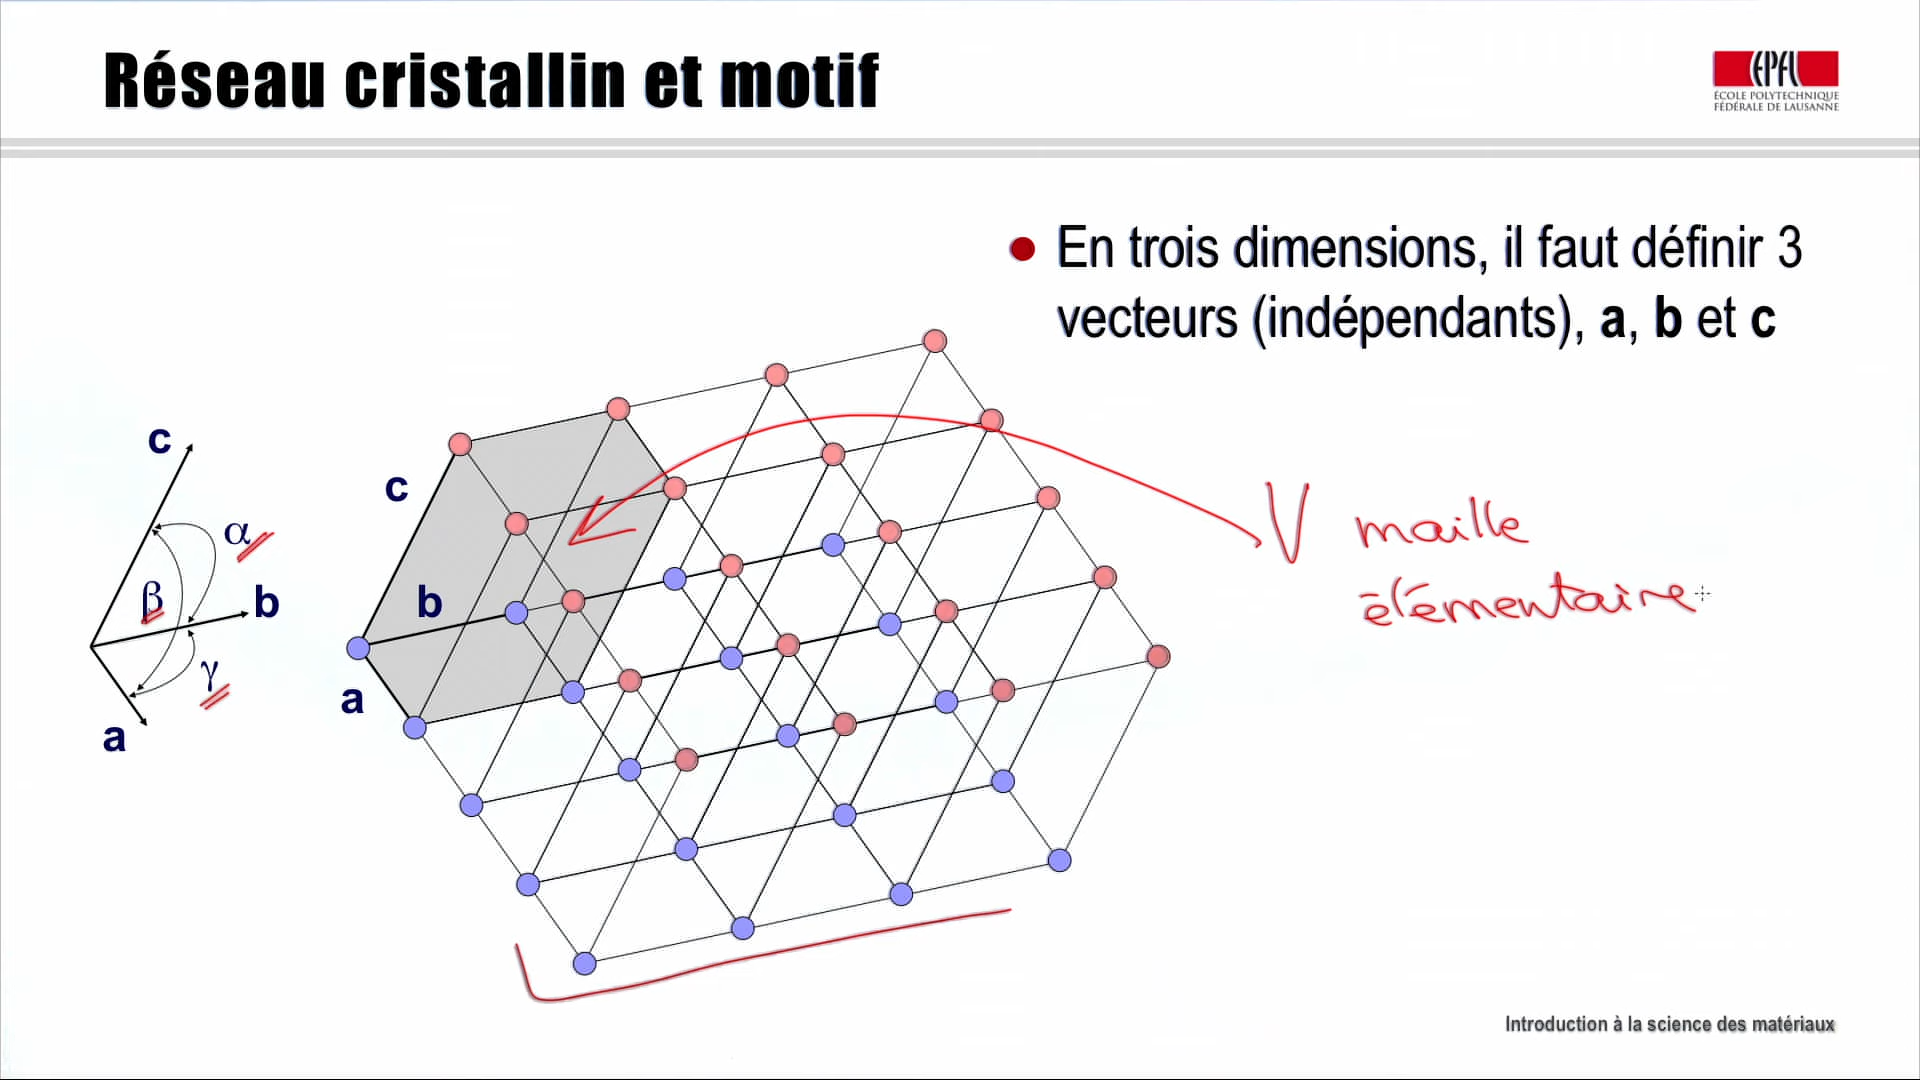 Réseau cristallin et motif
EPFL
ÉCOLE POLYTECHNIQUE
FÉDÉRALE DE LAUSANNE
● En trois dimensions, il faut définir 3
vecteurs (indépendants), a, b et c
c
α
β
b
γ
a
c
b
a
V maille
élémentaire
Introduction à la science des matériaux